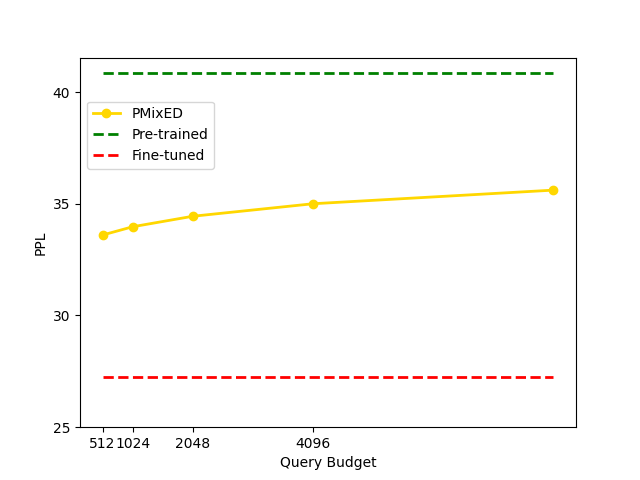 40
35
30
25
PPL
PMixED
Pre-trained
Fine-tuned
512 1024 2048 4096
Query Budget